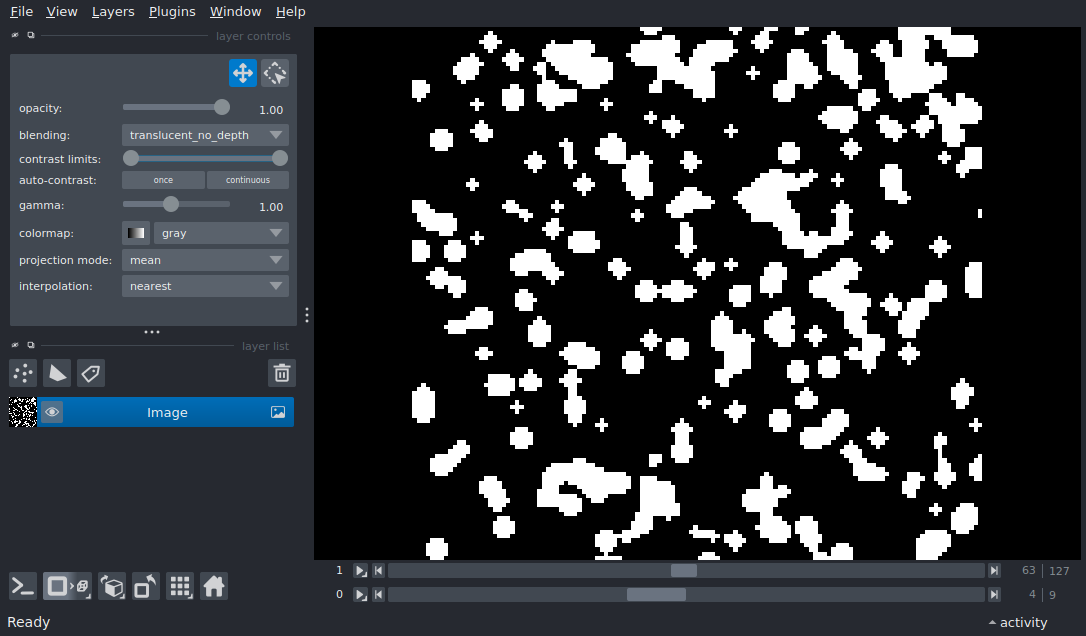 File View Layers Plugins Window Help
layer controls
opacity: 1.00
blending: translucent_no_depth
contrast limits:
auto-contrast: once continuous
gamma: 1.00
colormap: gray
projection mode: mean
interpolation: nearest
layer list
Image
1 63 127
0 4 9
Ready activity